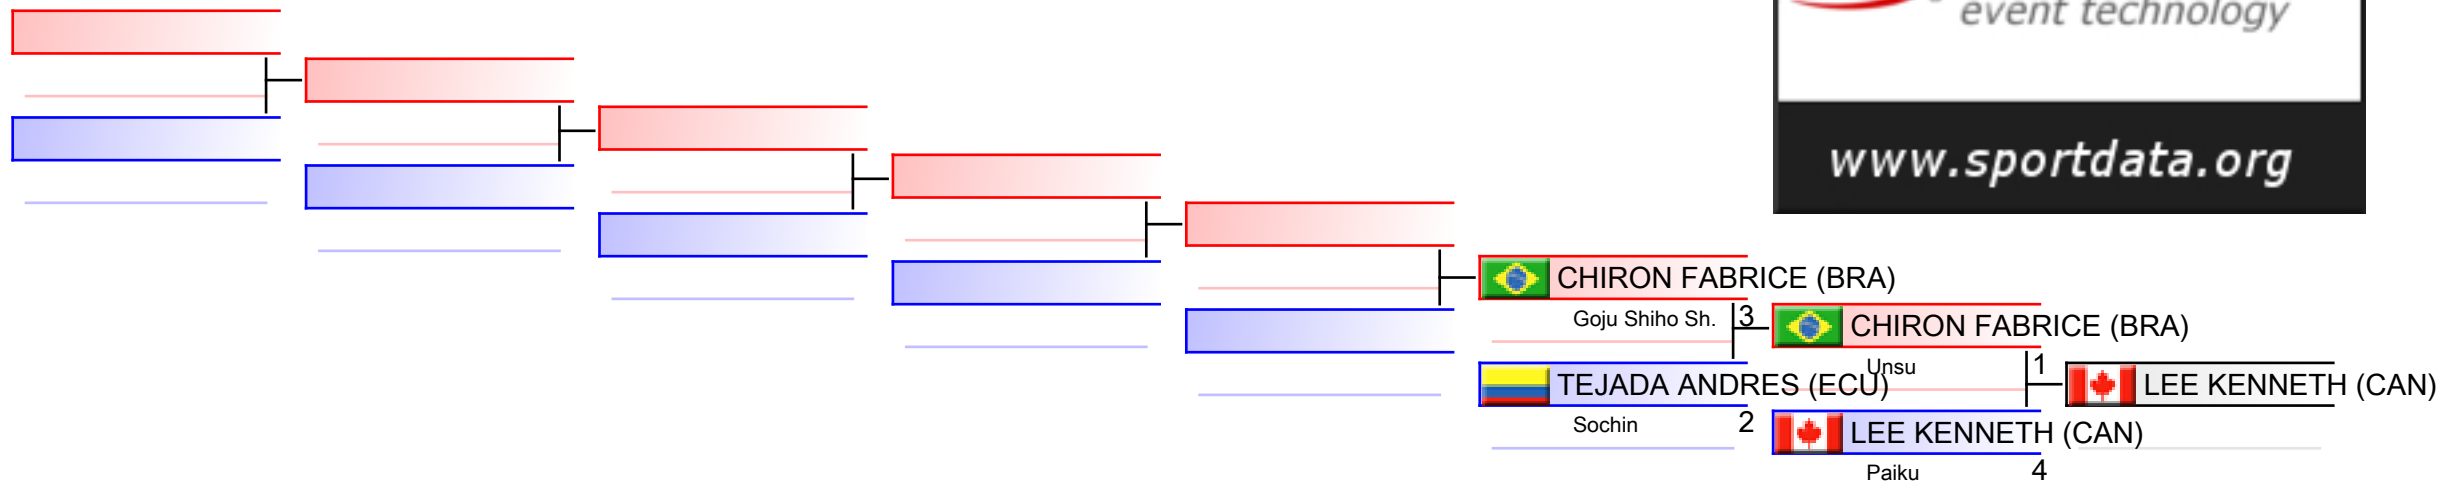 event technology
www.sportdata.org
CHIRON FABRICE (BRA)
Goju Shiho Sh.
3
CHIRON FABRICE (BRA)
Unsu
1
TEJADA ANDRES (ECU)
LEE KENNETH (CAN)
Sochin
2
LEE KENNETH (CAN)
Paiku
4